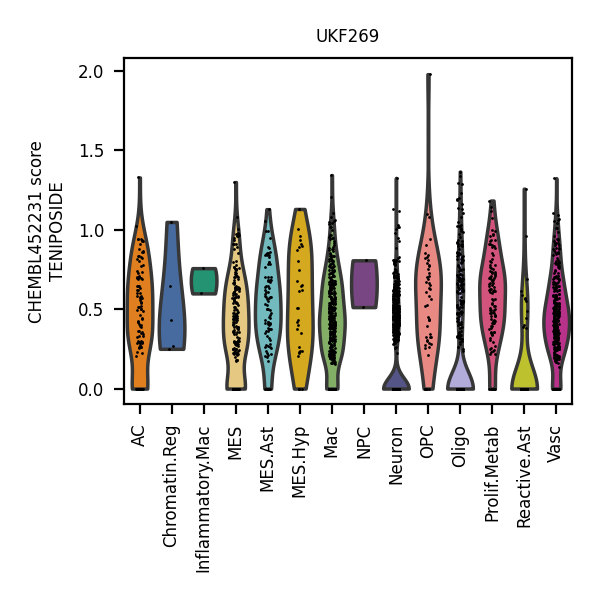 UKF269
CHEMBL452231 score
TENIPOSIDE
2.0
1.5
1.0
0.5
0.0
AC
Chromatin.Reg
Inflammatory.Mac
MES
MES.Ast
MES.Hyp
Mac
NPC
Neuron
OPC
Oligo
Prolif.Metab
Reactive.Ast
Vasc